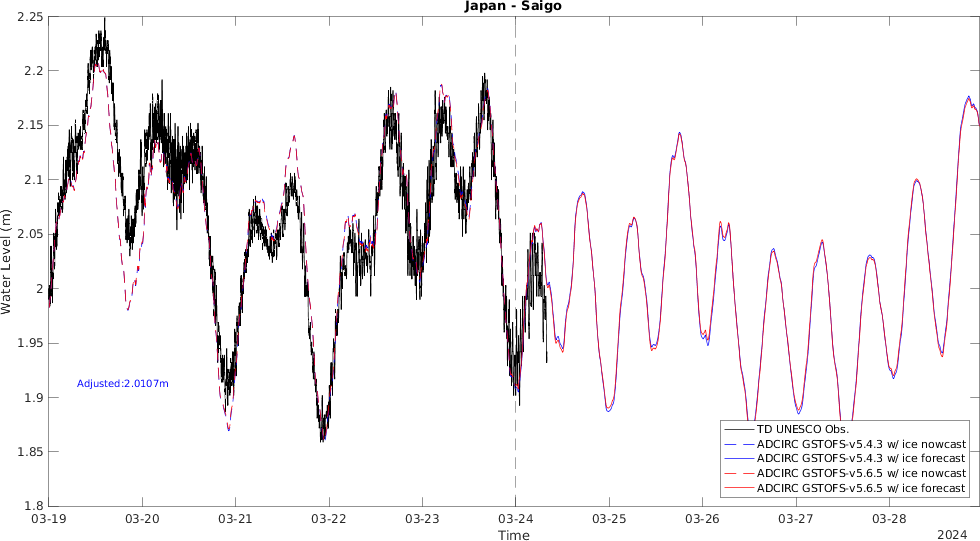 Japan - Saigo
2.25
2.2
2.15
2.1
2.05
2
1.95
1.9
1.85
1.8
Water Level (m)
Adjusted:2.0107m
TD UNESCO Obs.
ADCIRC GSTOFS-v5.4.3 w/ ice nowcast
ADCIRC GSTOFS-v5.4.3 w/ ice forecast
ADCIRC GSTOFS-v5.6.5 w/ ice nowcast
ADCIRC GSTOFS-v5.6.5 w/ ice forecast
03-19 03-20 03-21 03-22 03-23 03-24 03-25 03-26 03-27 03-28
Time
2024